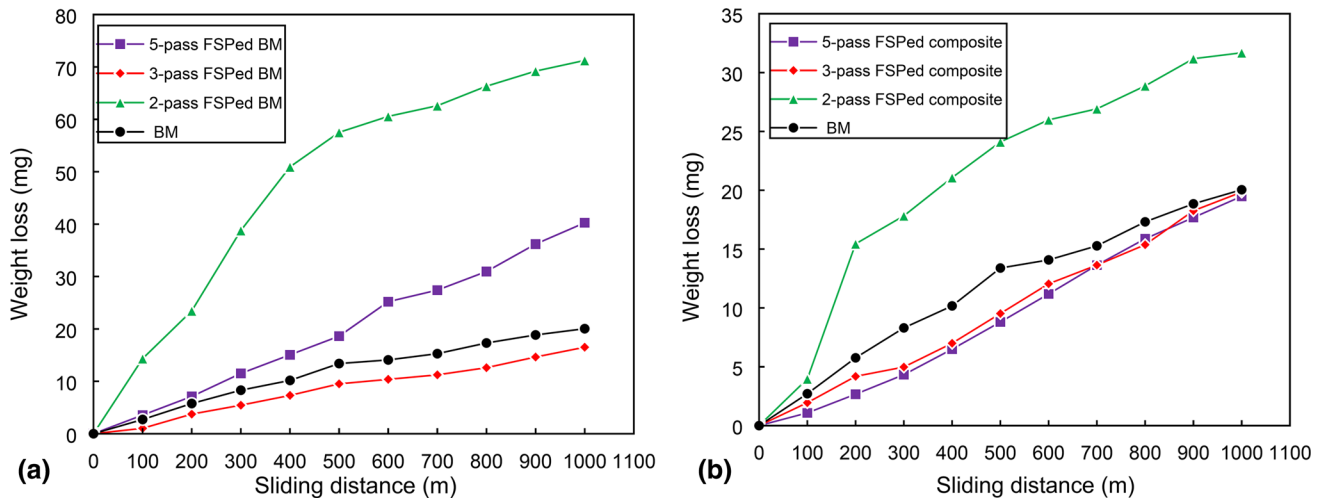 80
70
60
50
40
30
20
10
0
Weight loss (mg)
5-pass FSPed BM
3-pass FSPed BM
2-pass FSPed BM
BM
0 100 200 300 400 500 600 700 800 900 1000 1100
Sliding distance (m)
(a)
35
30
25
20
15
10
5
0
Weight loss (mg)
5-pass FSPed composite
3-pass FSPed composite
2-pass FSPed composite
BM
0 100 200 300 400 500 600 700 800 900 1000 1100
Sliding distance (m)
(b)